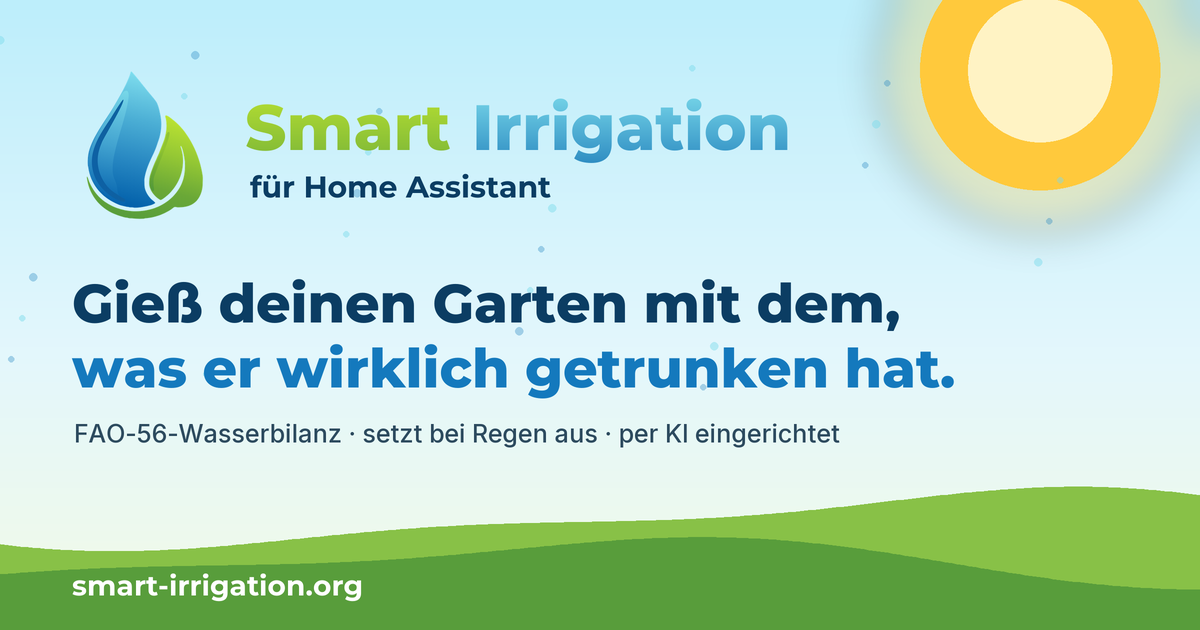 Smart Irrigation
für Home Assistant
Gieß deinen Garten mit dem,
was er wirklich getrunken hat.
FAO-56-Wasserbilanz · setzt bei Regen aus · per KI eingerichtet
smart-irrigation.org